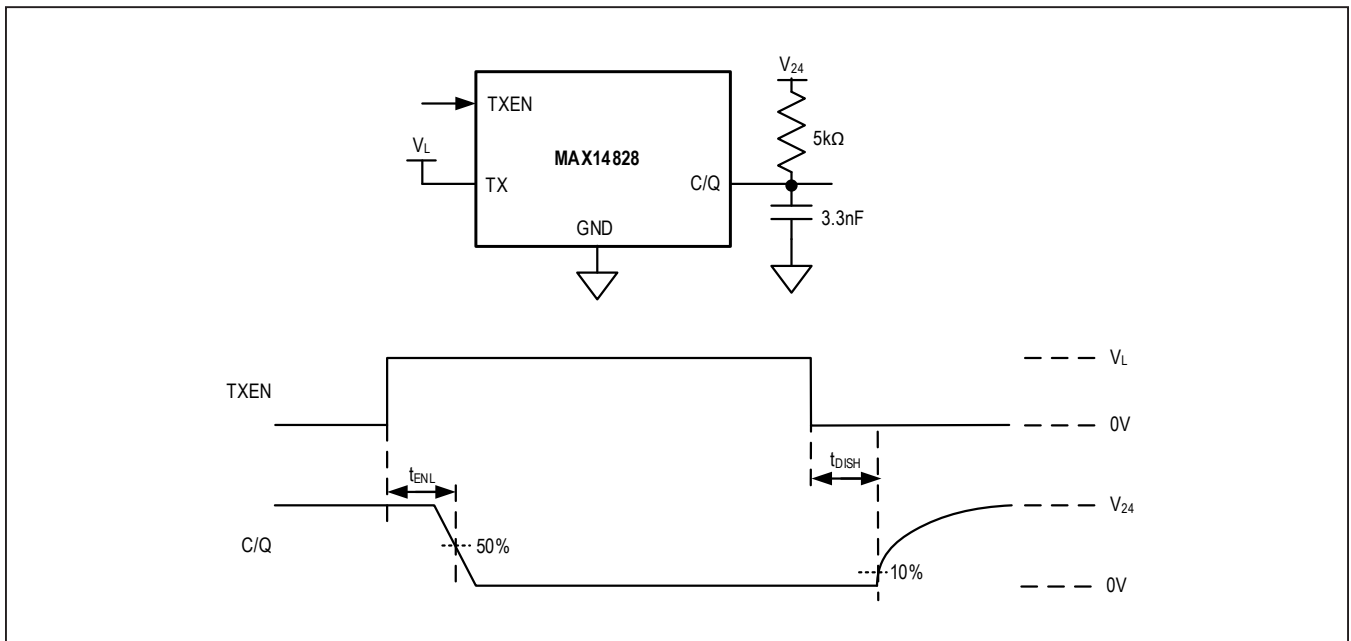 V24
TXEN
5kΩ
VL
MAX14828
TX
C/Q
3.3nF
GND
VL
TXEN
0V
tENL
tDISH
V24
C/Q
50%
10%
0V